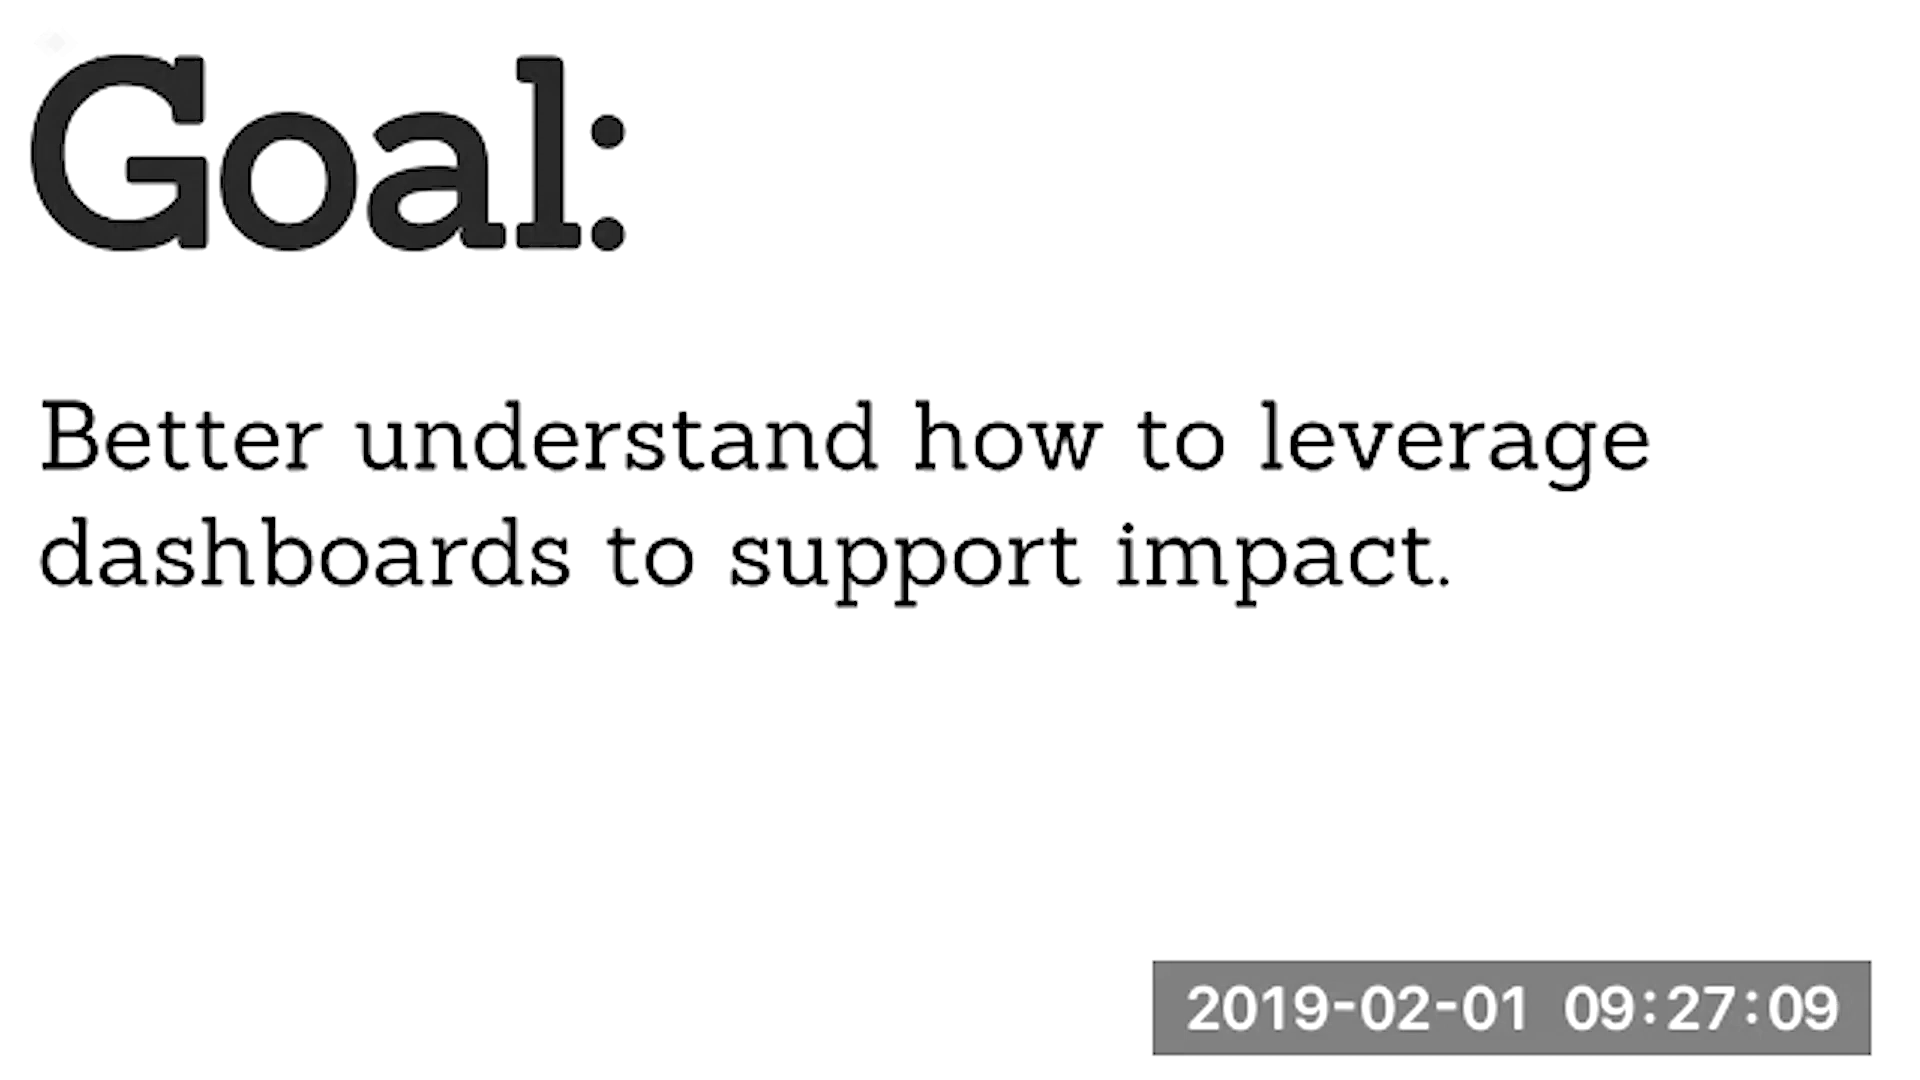 Goal:
Better understand how to leverage
dashboards to support impact.
2019-02-01 09:27:09